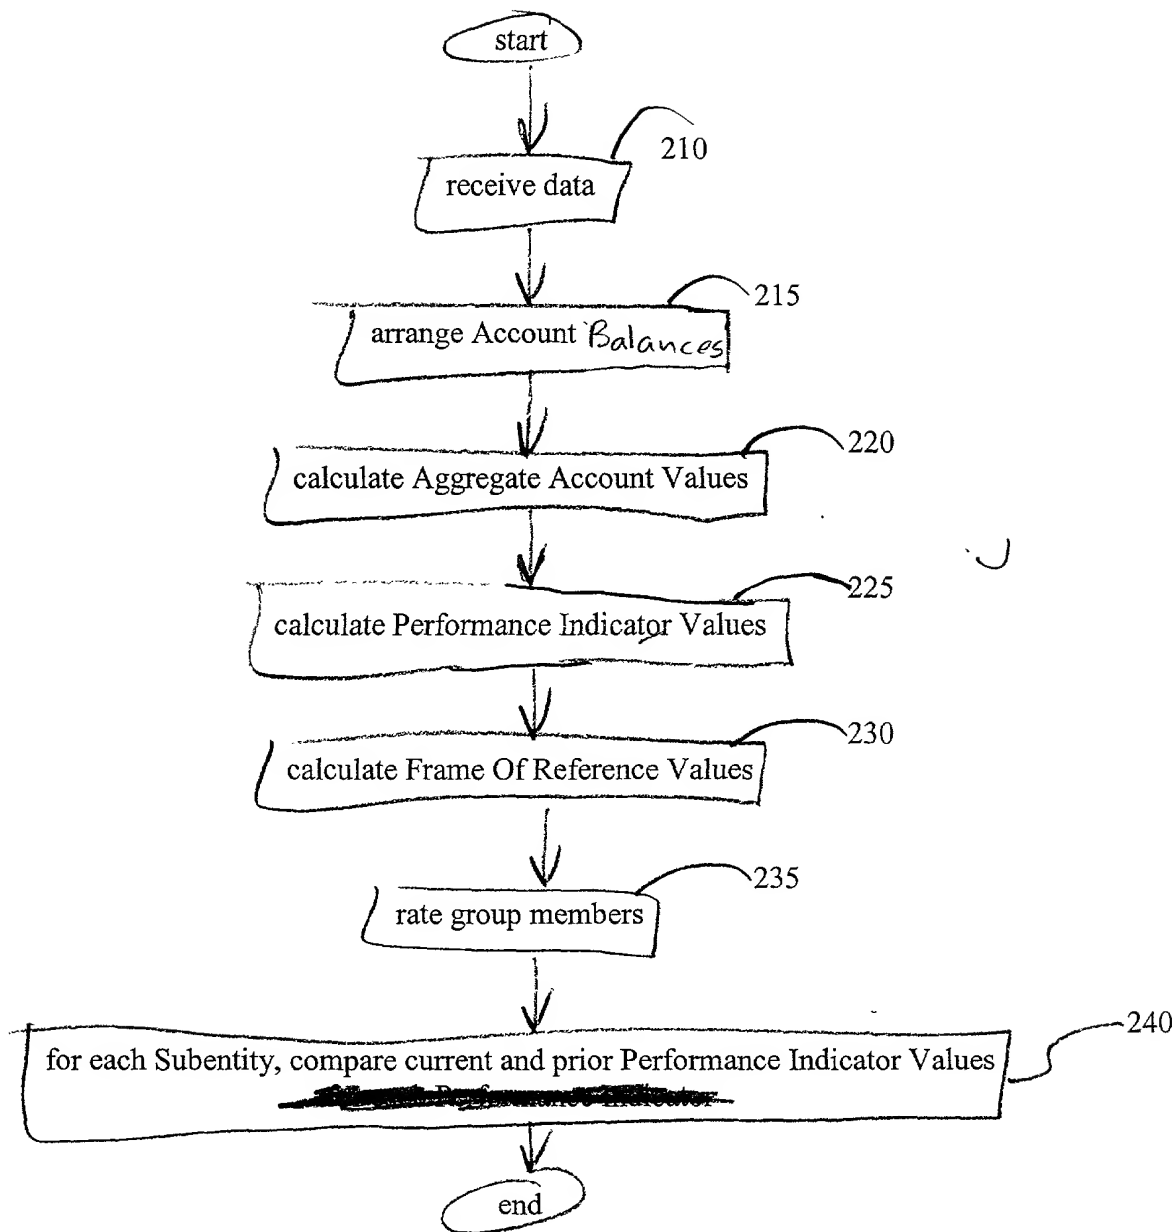 start
210
receive data
215
arrange Account Balances
220
calculate Aggregate Account Values
225
calculate Performance Indicator Values
230
calculate Frame Of Reference Values
235
rate group members
240
for each Subentity, compare current and prior Performance Indicator Values
Performance Indicator
end